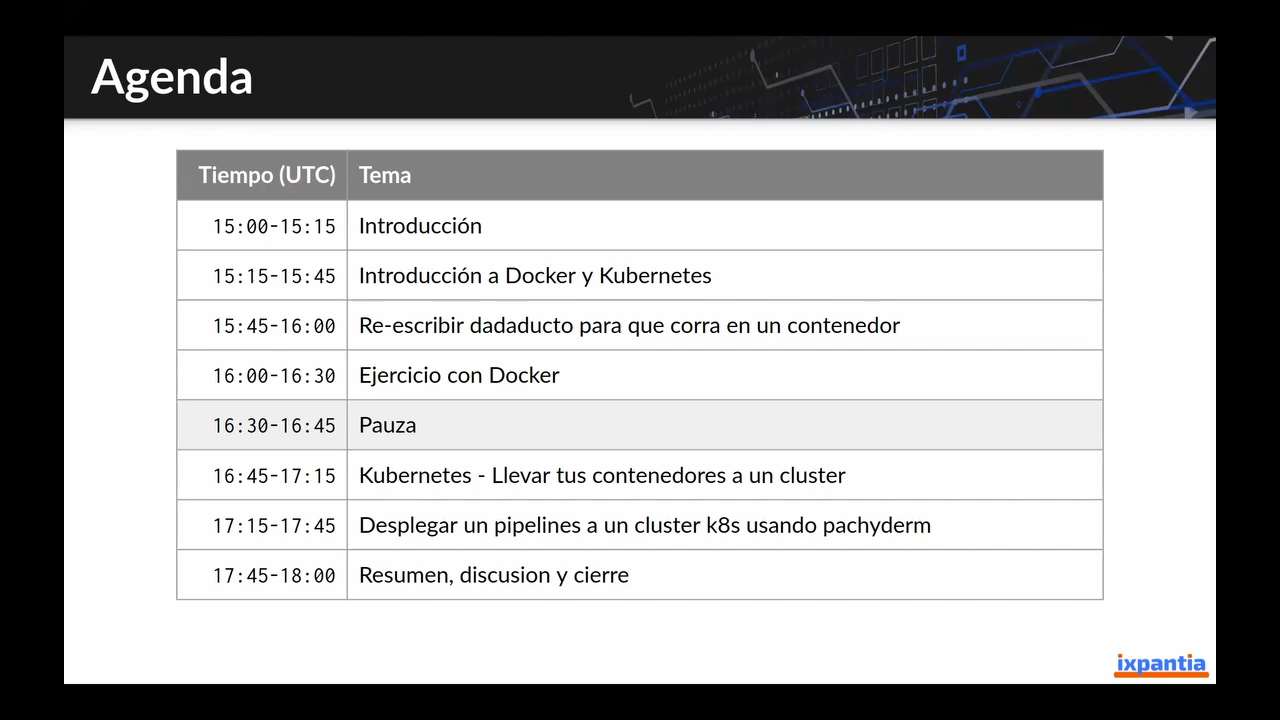 Agenda
Tiempo (UTC) Tema
15:00-15:15 Introducción
15:15-15:45 Introducción a Docker y Kubernetes
15:45-16:00 Re-escribir dadaducto para que corra en un contenedor
16:00-16:30 Ejercicio con Docker
16:30-16:45 Pauza
16:45-17:15 Kubernetes - Llevar tus contenedores a un cluster
17:15-17:45 Desplegar un pipelines a un cluster k8s usando pachyderm
17:45-18:00 Resumen, discusion y cierre
ixpantia